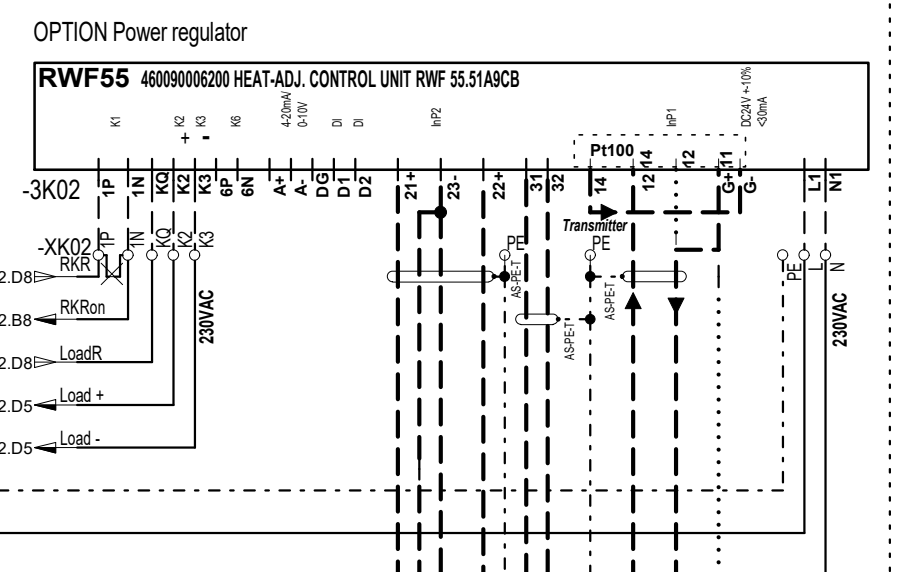 OPTION Power regulator
RWF55 460090006200 HEAT-ADJ. CONTROL UNIT RWF 55.51A9CB
K1
K2
+
K3
-
K6
4-20mA/
0-10V
DI
DI
InP2
InP1
DC24V +-10%
<30mA
Pt100
14
12
11
-3K02
1P
1N
KQ
K2
K3
6P
6N
A+
A-
DG
D1
D2
21+
23-
22+
31
32
14
12
G+
G-
L1
N1
Transmitter
-XK02
1P
1N
KQ
K2
K3
PE
PE
PE
L
N
2.D8 RKR
2.B8 RKRon
2.D8 LoadR
2.D5 Load +
2.D5 Load -
230VAC
AS-PE-T
AS-PE-T
AS-PE-T
230VAC